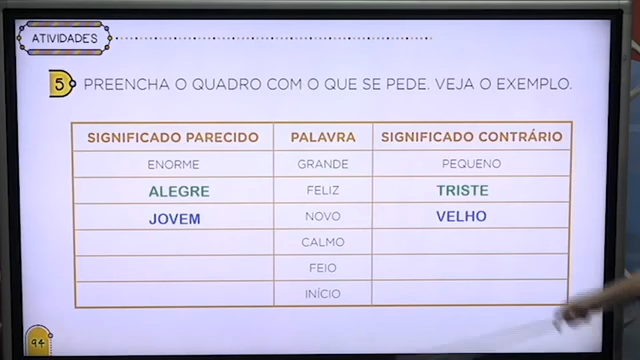 ATIVIDADES
5 PREENCHA O QUADRO COM O QUE SE PEDE. VEJA O EXEMPLO.
SIGNIFICADO PARECIDO PALAVRA SIGNIFICADO CONTRÁRIO
ENORME GRANDE PEQUENO
ALEGRE FELIZ TRISTE
JOVEM NOVO VELHO
CALMO
FEIO
INÍCIO
94